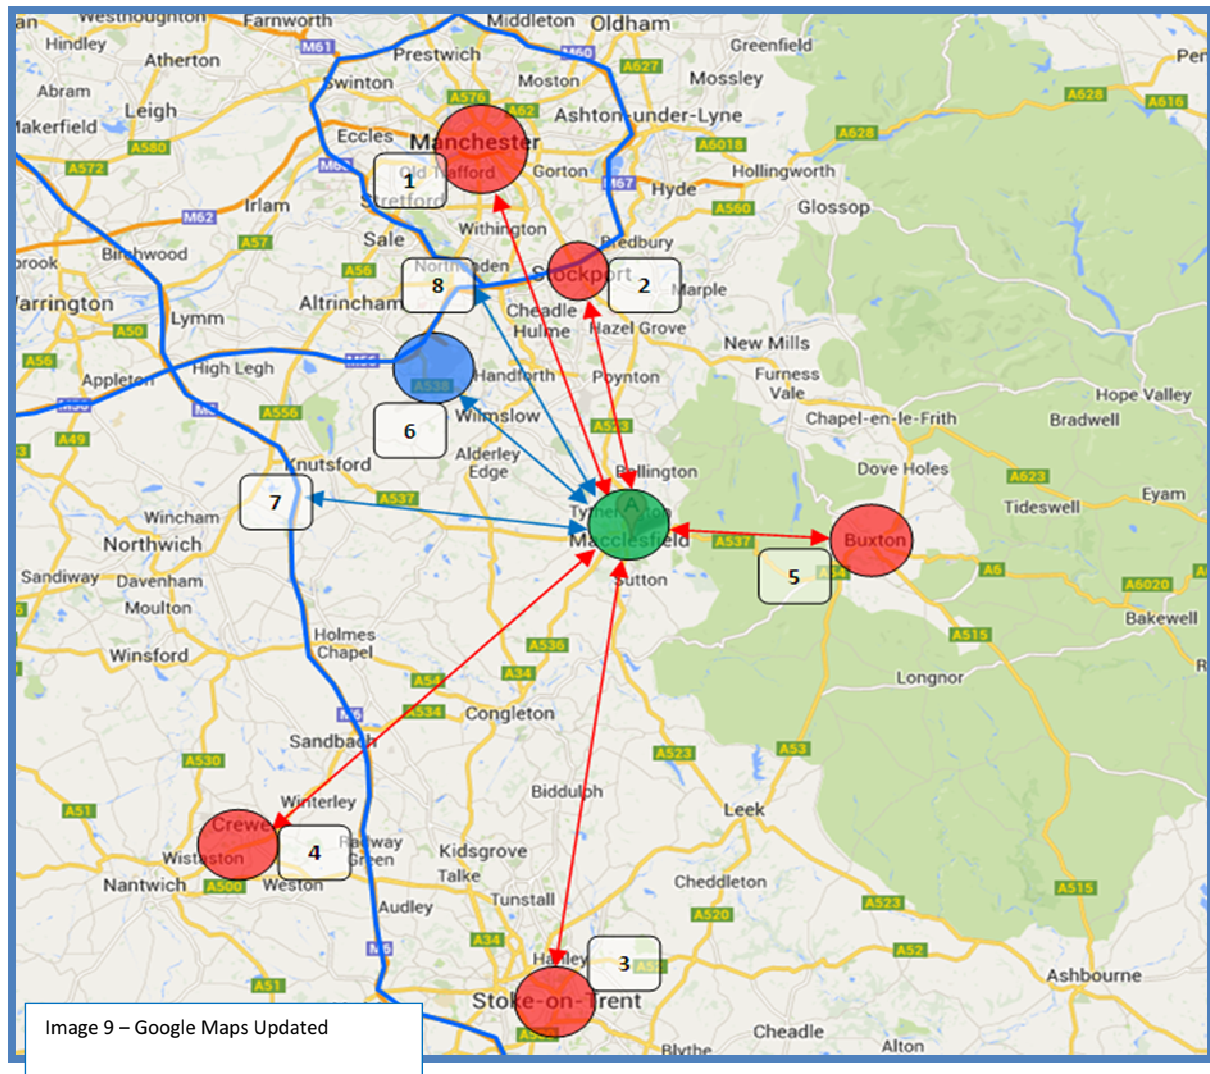 Westhoughton
Farnworth
Middleton
Oldham
Hindley
M61
Prestwich
M60
Greenfield
Atherton
A627
Swinton
Moston
Mossley
Abram
A576
A628
A616
Leigh
A62
Ashton-under-Lyne
Makerfield
Eccles
Manchester
A628
A580
A6018
A572
Old Trafford
Gorton
Hollingworth
1
M67
Hyde
Stretford
Irlam
A560
Glossop
M62
Withington
A57
Sale
Bredbury
Birchwood
A56
Northenden
Stockport
8
2
Marple
Warrington
Altrincham
Cheadle
Hulme
Lymm
Hazel Grove
A50
New Mills
A56
M56
High Legh
Handforth
Poynton
Furness
Vale
Appleton
A538
Hope Valley
M6
A556
Wilmslow
Chapel-en-le-Frith
Bradwell
A523
6
A49
Alderley
Edge
Knutsford
Bollington
Dove Holes
A623
7
A537
Eyam
A
Tytherington
Tideswell
Wincham
Macclesfield
A537
Buxton
Northwich
5
A54
A6
Sandiway
Davenham
Sutton
A6020
Moulton
Bakewell
Holmes
Chapel
A536
A515
Winsford
A34
Longnor
A54
A534
Congleton
M6
Sandbach
A523
A53
A530
Biddulph
Winterley
Leek
A51
Crewe
4
Radway
Green
Wistaston
Kidsgrove
Nantwich
A500
Weston
Talke
Cheddleton
A515
Tunstall
Audley
A523
A520
A34
M6
Hanley
3
A52
A52
Ashbourne
A51
Stoke-on-Trent
Image 9 – Google Maps Updated
Cheadle
Alton
Blythe